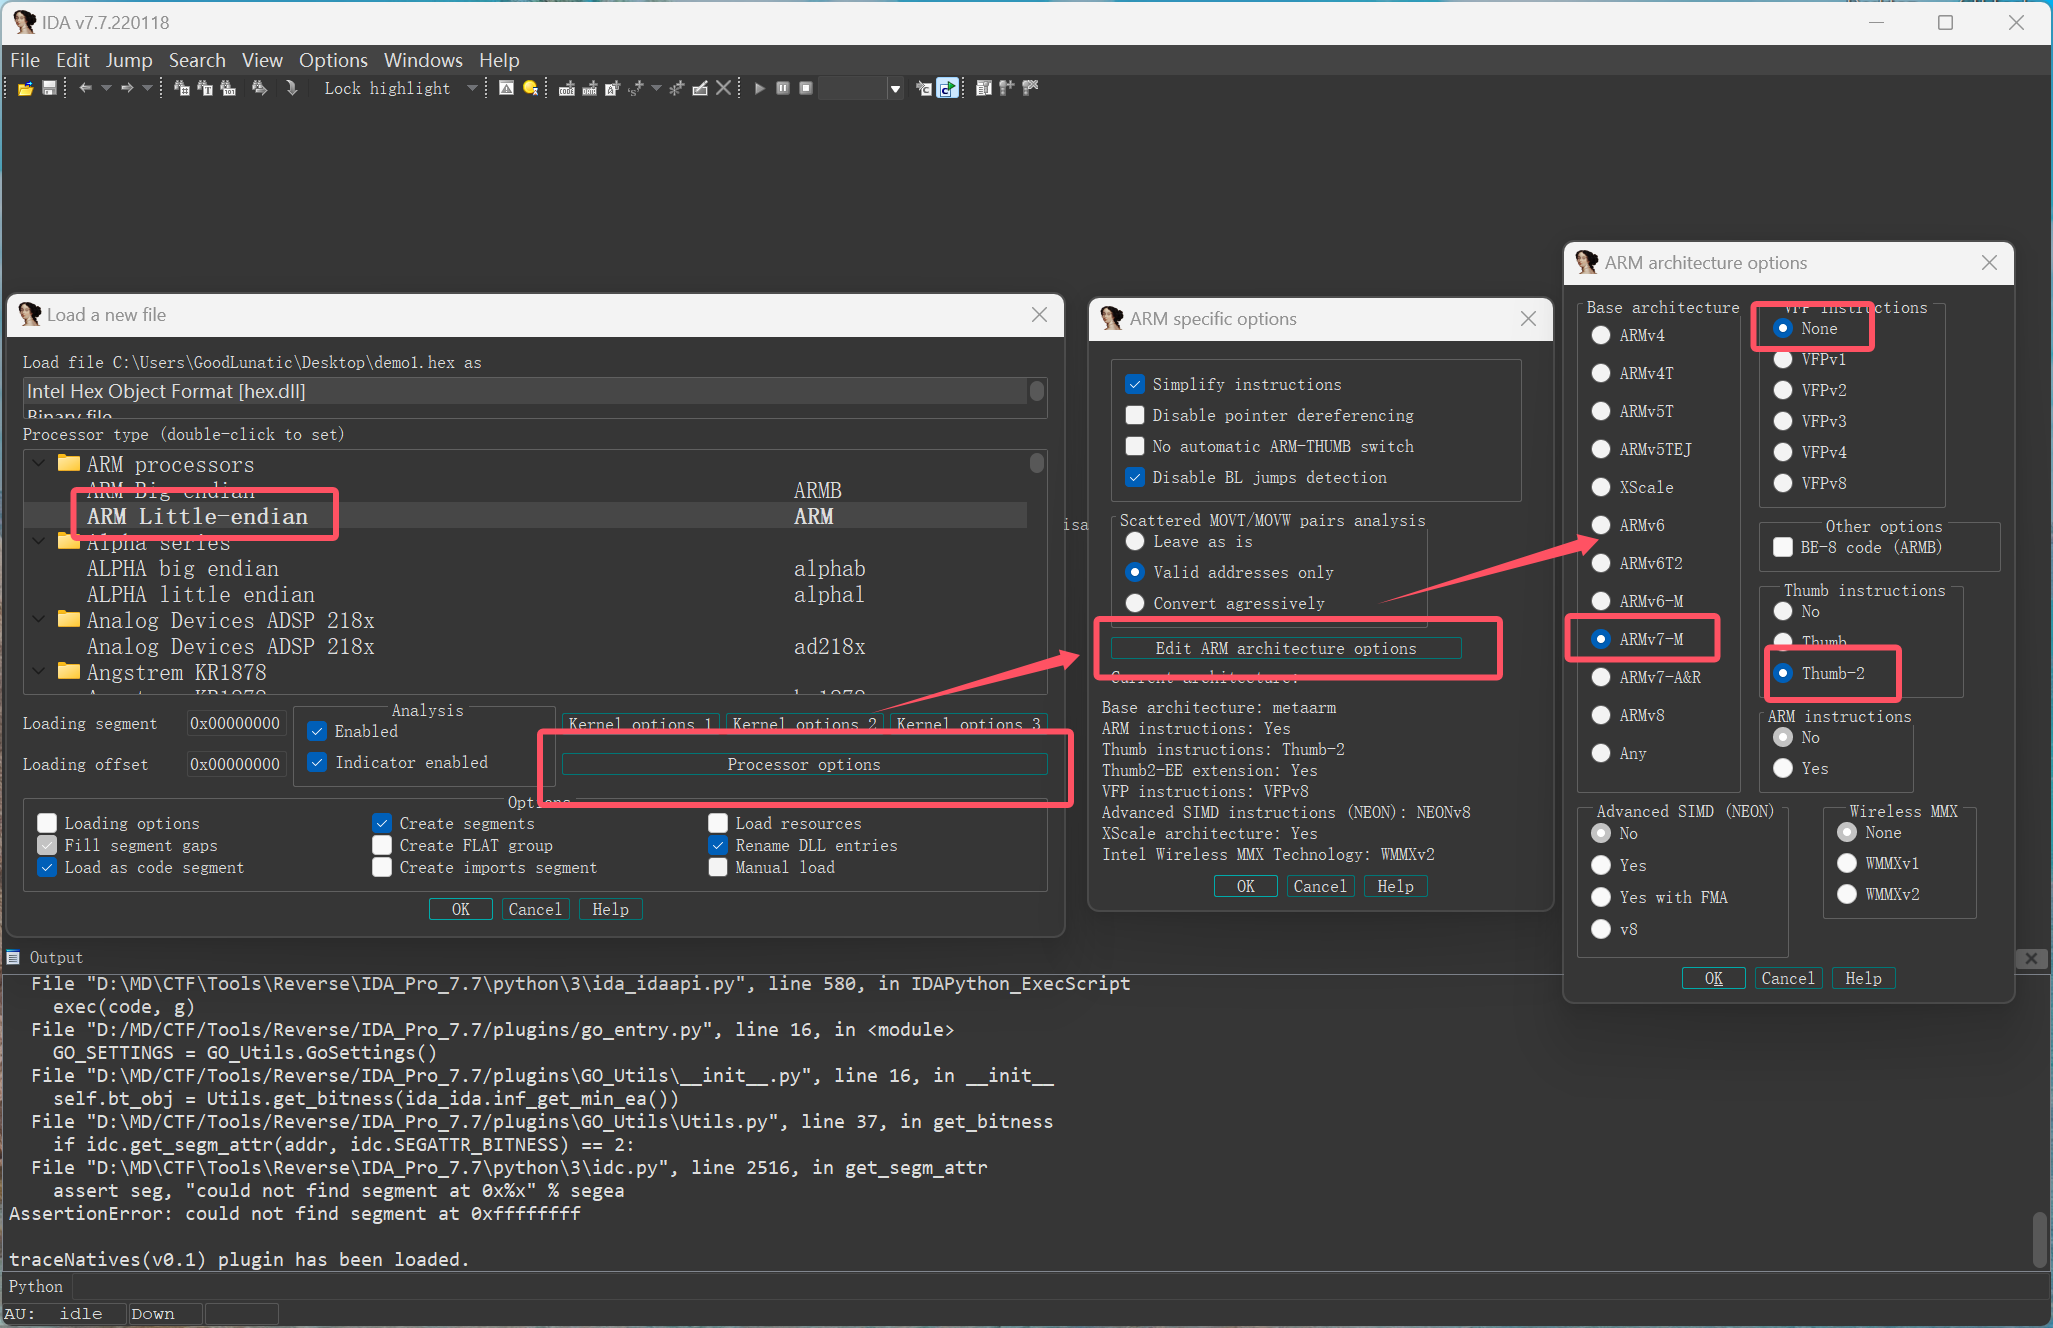 IDA v7.7.220118
File Edit Jump Search View Options Windows Help
Lock highlight
Load a new file
Load file C:\Users\GoodLunatic\Desktop\demo1.hex as
Intel Hex Object Format [hex.dll]
Binary file
Processor type (double-click to set)
ARM processors
ARM Big endian ARMB
ARM Little-endian ARM
Alpha series
ALPHA big endian alphab
ALPHA little endian alphal
Analog Devices ADSP 218x
Analog Devices ADSP 218x ad218x
Angstrem KR1878
Loading segment 0x00000000
Loading offset 0x00000000
Analysis
Enabled
Indicator enabled
Kernel options 1 Kernel options 2 Kernel options 3
Processor options
Options
Loading options Create segments Load resources
Fill segment gaps Create FLAT group Rename DLL entries
Load as code segment Create imports segment Manual load
OK Cancel Help
isa
ARM specific options
Simplify instructions
Disable pointer dereferencing
No automatic ARM-THUMB switch
Disable BL jumps detection
Scattered MOVT/MOVW pairs analysis
Leave as is
Valid addresses only
Convert agressively
Edit ARM architecture options
Current architecture:
Base architecture: metaarm
ARM instructions: Yes
Thumb instructions: Thumb-2
Thumb2-EE extension: Yes
VFP instructions: VFPv8
Advanced SIMD instructions (NEON): NEONv8
XScale architecture: Yes
Intel Wireless MMX Technology: WMMXv2
OK Cancel Help
ARM architecture options
Base architecture
ARMv4
ARMv4T
ARMv5T
ARMv5TEJ
XScale
ARMv6
ARMv6T2
ARMv6-M
ARMv7-M
ARMv7-A&R
ARMv8
Any
VFP instructions
None
VFPv1
VFPv2
VFPv3
VFPv4
VFPv8
Other options
BE-8 code (ARMB)
Thumb instructions
No
Thumb
Thumb-2
ARM instructions
No
Yes
Advanced SIMD (NEON)
No
Yes
Yes with FMA
v8
Wireless MMX
None
WMMXv1
WMMXv2
OK Cancel Help
Output
File "D:\MD\CTF\Tools\Reverse\IDA_Pro_7.7\python\3\ida_idaapi.py", line 580, in IDAPython_ExecScript
exec(code, g)
File "D:/MD/CTF/Tools/Reverse/IDA_Pro_7.7/plugins/go_entry.py", line 16, in <module>
GO_SETTINGS = GO_Utils.GoSettings()
File "D:\MD/CTF/Tools/Reverse/IDA_Pro_7.7/plugins\GO_Utils\__init__.py", line 16, in __init__
self.bt_obj = Utils.get_bitness(ida_ida.inf_get_min_ea())
File "D:\MD/CTF/Tools/Reverse/IDA_Pro_7.7/plugins\GO_Utils\Utils.py", line 37, in get_bitness
if idc.get_segm_attr(addr, idc.SEGATTR_BITNESS) == 2:
File "D:\MD\CTF\Tools\Reverse\IDA_Pro_7.7\python\3\idc.py", line 2516, in get_segm_attr
assert seg, "could not find segment at 0x%x" % segea
AssertionError: could not find segment at 0xffffffff
traceNatives(v0.1) plugin has been loaded.
Python
AU: idle Down